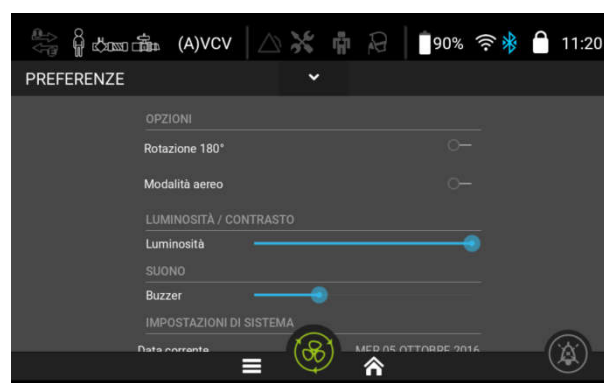 (A)VCV 90% 11:20
PREFERENZE
OPZIONI
Rotazione 180°
Modalità aereo
LUMINOSITÀ / CONTRASTO
Luminosità
SUONO
Buzzer
IMPOSTAZIONI DI SISTEMA
Data corrente MER 05 OTTOBRE 2016